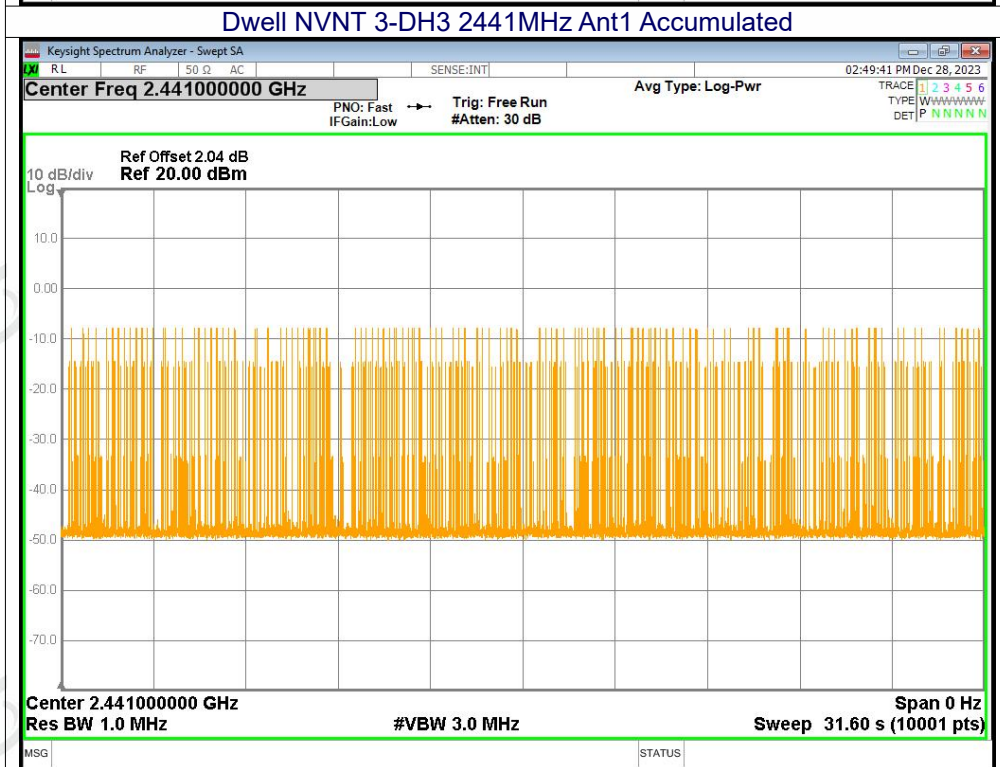 Dwell NVNT 3-DH3 2441MHz Ant1 Accumulated
Keysight Spectrum Analyzer - Swept SA
LXI RL RF 50 Ω AC SENSE:INT 02:49:41 PM Dec 28, 2023
Center Freq 2.441000000 GHz Avg Type: Log-Pwr TRACE 1 2 3 4 5 6
PNO: Fast Trig: Free Run TYPE WWWWWWW
IFGain:Low #Atten: 30 dB DET P N N N N N
Ref Offset 2.04 dB
10 dB/div Ref 20.00 dBm
Log
10.0
0.00
-10.0
-20.0
-30.0
-40.0
-50.0
-60.0
-70.0
Center 2.441000000 GHz Span 0 Hz
Res BW 1.0 MHz #VBW 3.0 MHz Sweep 31.60 s (10001 pts)
MSG STATUS